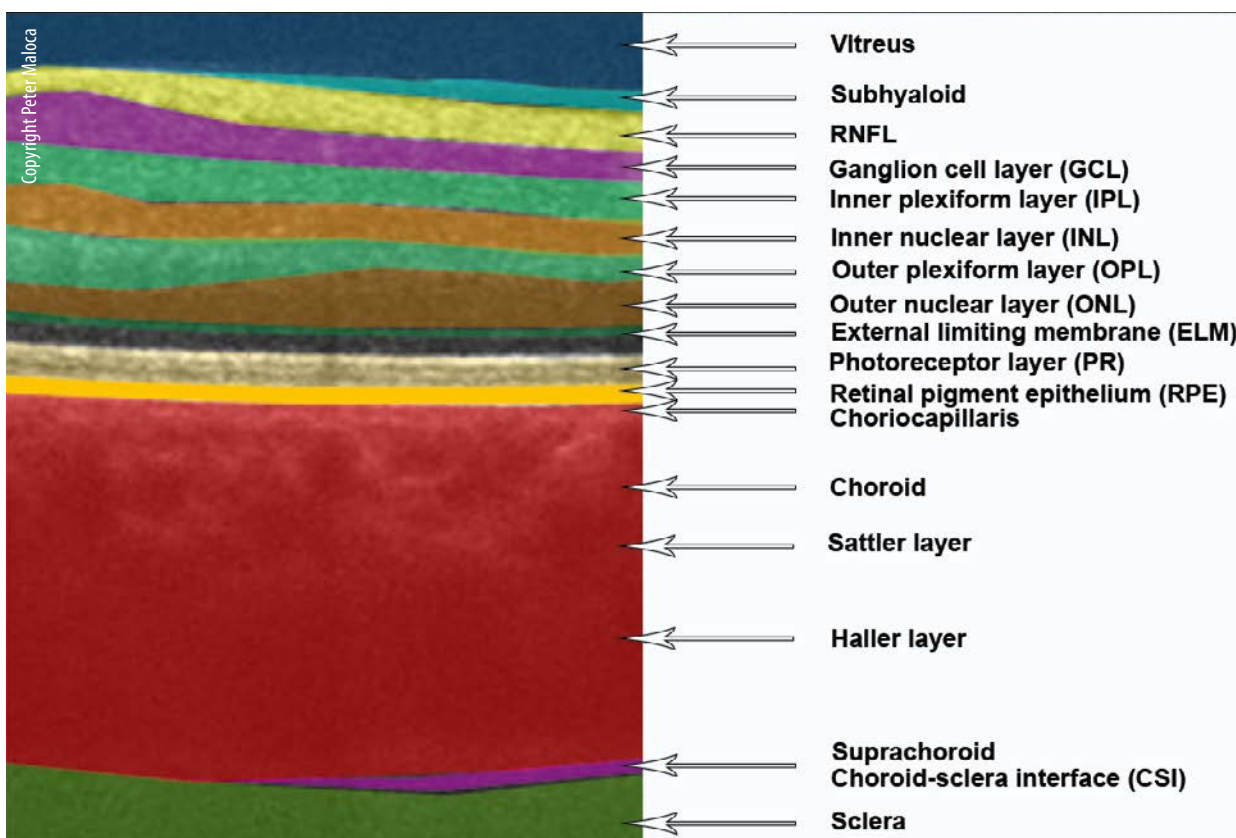 Copyright Peter Maloca
Vitreus
Subhyaloid
RNFL
Ganglion cell layer (GCL)
Inner plexiform layer (IPL)
Inner nuclear layer (INL)
Outer plexiform layer (OPL)
Outer nuclear layer (ONL)
External limiting membrane (ELM)
Photoreceptor layer (PR)
Retinal pigment epithelium (RPE)
Choriocapillaris
Choroid
Sattler layer
Haller layer
Suprachoroid
Choroid-sclera interface (CSI)
Sclera